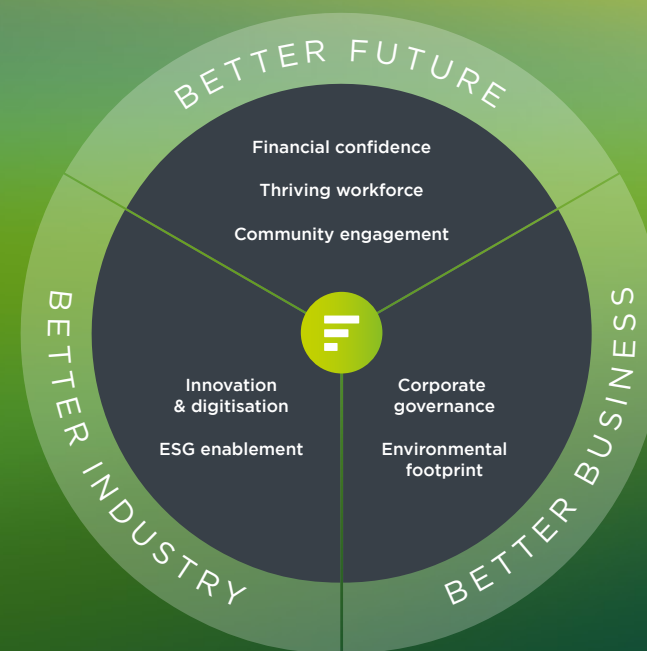 BETTER FUTURE
Financial confidence
Thriving workforce
Community engagement
BETTER INDUSTRY
Innovation
& digitisation
ESG enablement
BETTER BUSINESS
Corporate
governance
Environmental
footprint